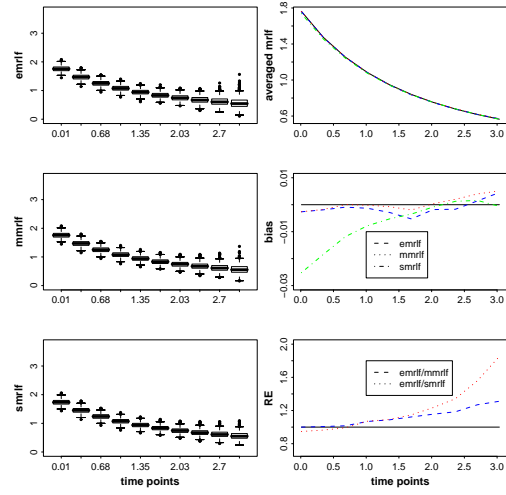 emrlf
3
2
1
0
0.01 0.68 1.35 2.03 2.7
averaged mrlf
1.8
1.4
1.0
0.6
0.0 0.5 1.0 1.5 2.0 2.5 3.0
mmrlf
3
2
1
0
0.01 0.68 1.35 2.03 2.7
bias
0.01
−0.01
−0.03
emrlf
mmrlf
smrlf
0.0 0.5 1.0 1.5 2.0 2.5 3.0
smrlf
3
2
1
0
0.01 0.68 1.35 2.03 2.7
time points
RE
2.0
1.6
1.2
0.8
emrlf/mmrlf
emrlf/smrlf
0.0 0.5 1.0 1.5 2.0 2.5 3.0
time points